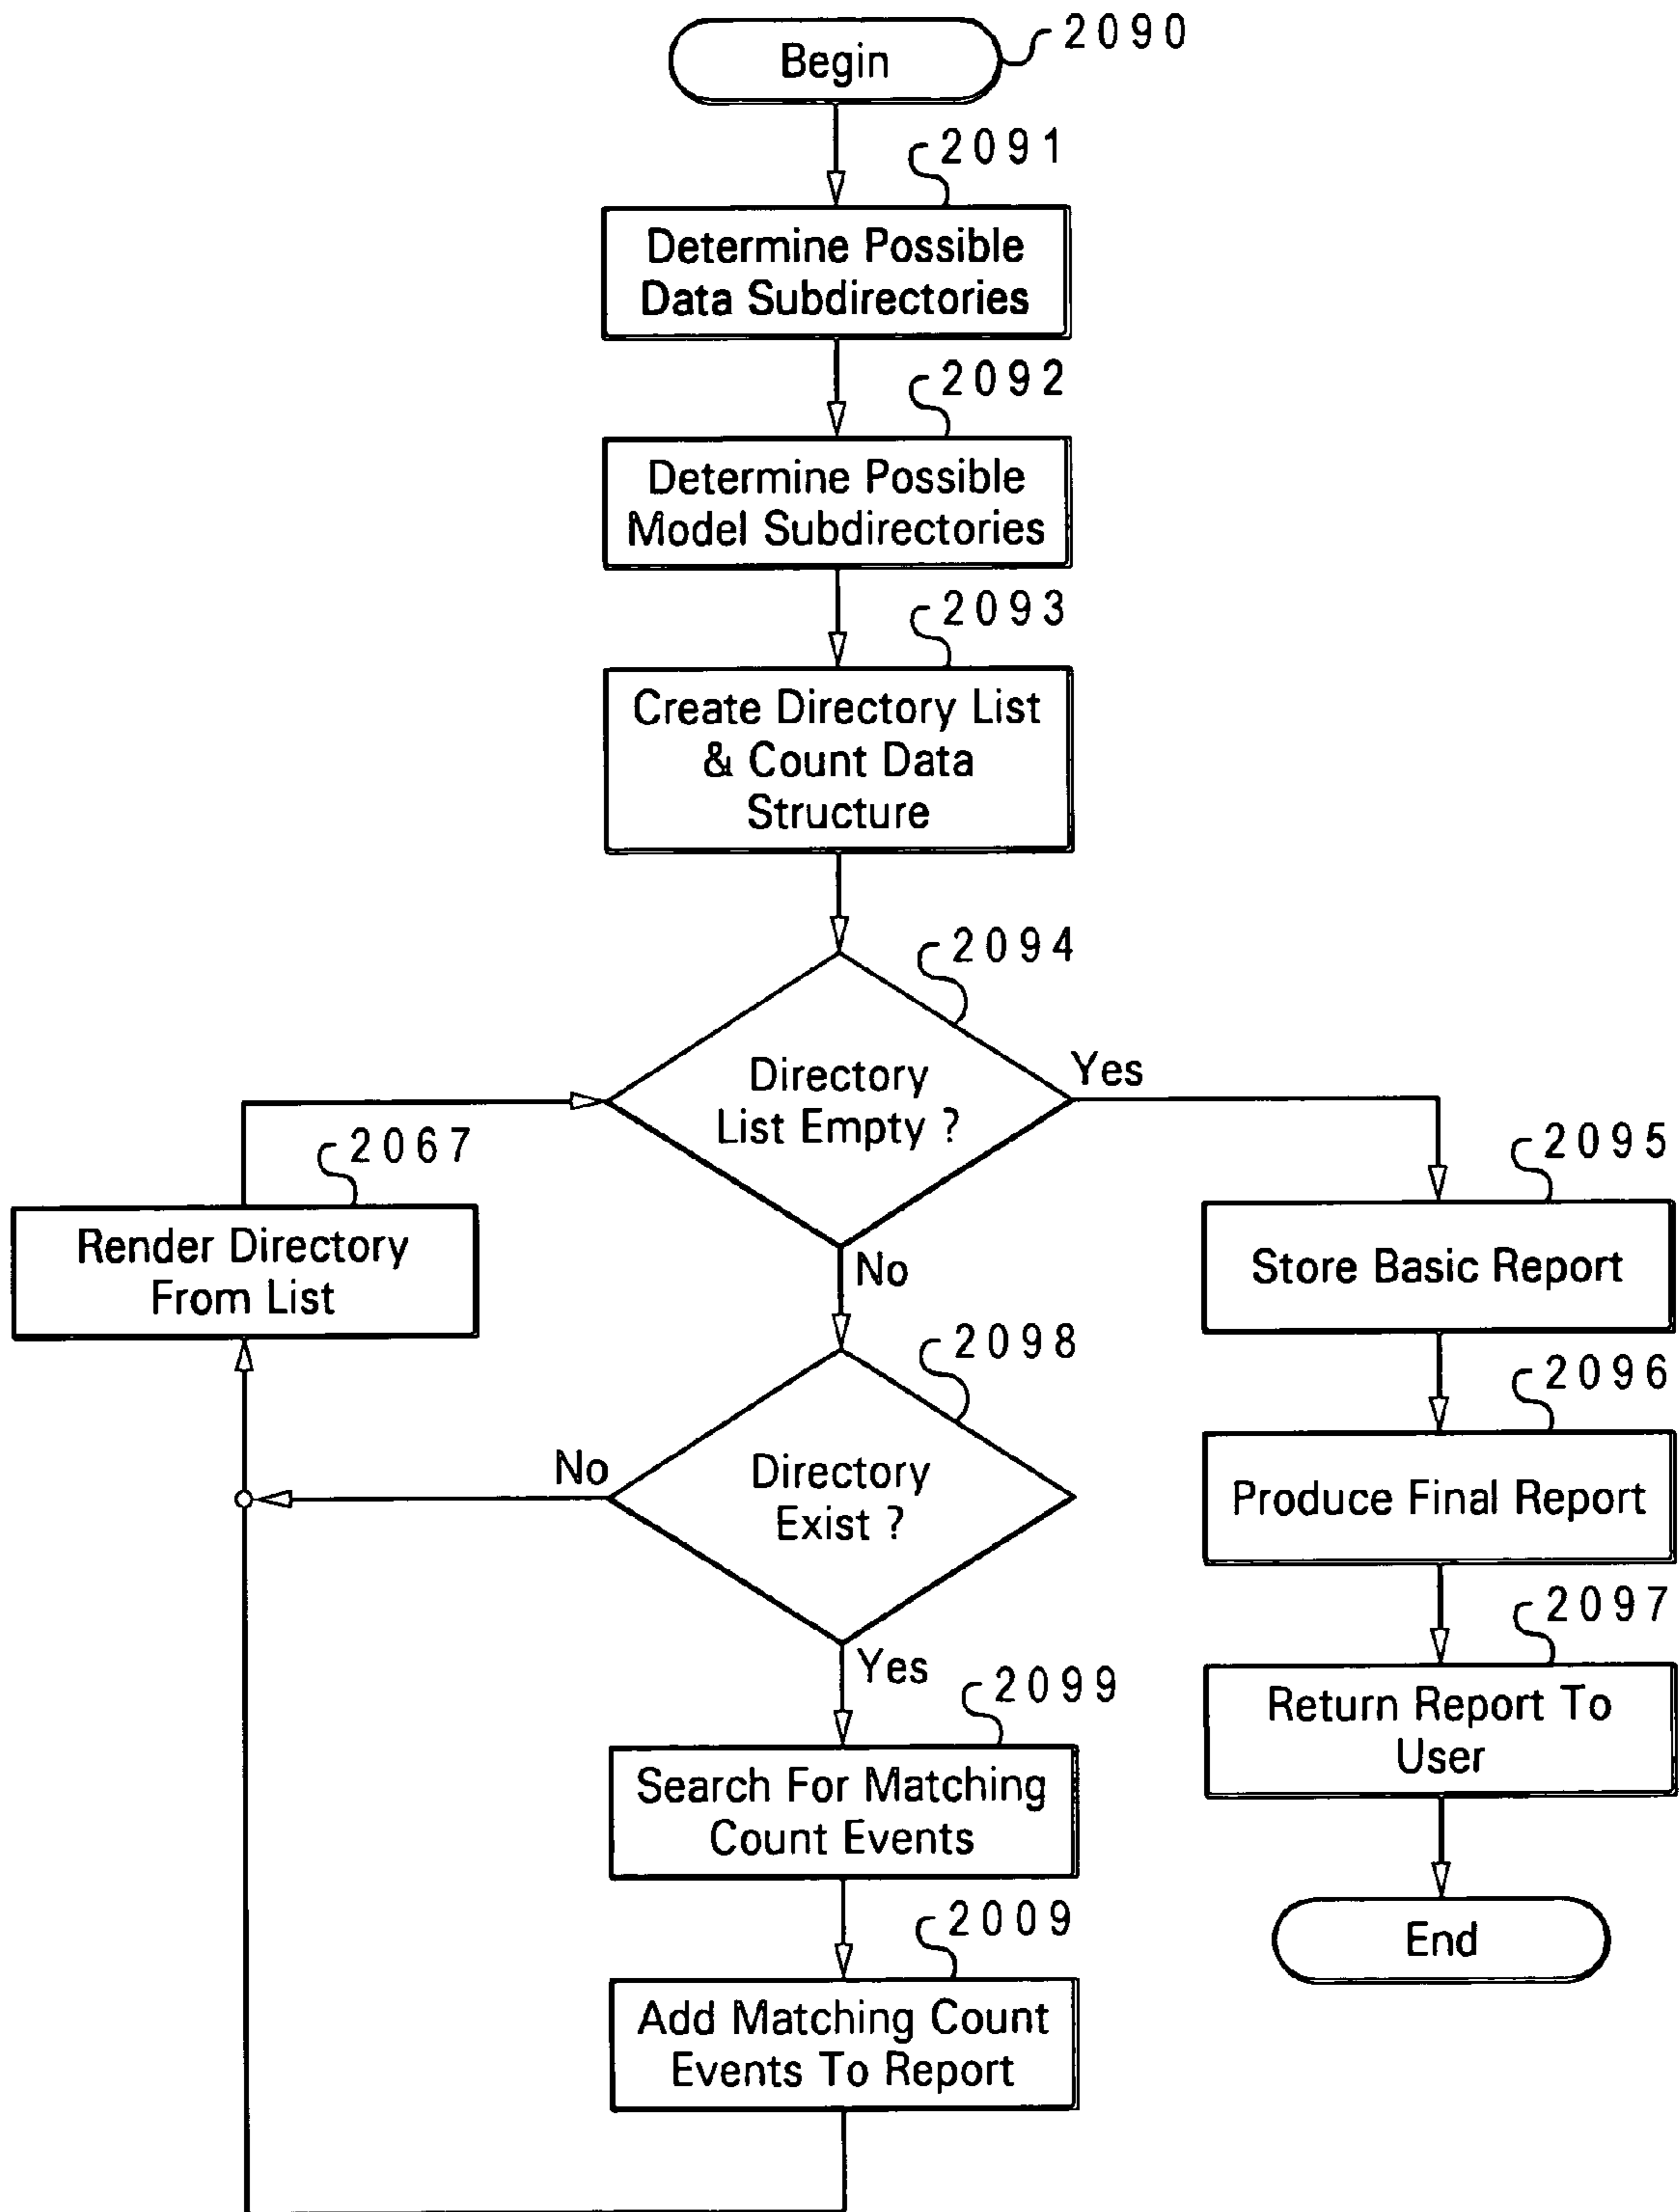 Begin
2090
2091
Determine Possible
Data Subdirectories
2092
Determine Possible
Model Subdirectories
2093
Create Directory List
& Count Data
Structure
2094
Directory
List Empty ?
Yes
No
2067
Render Directory
From List
2095
Store Basic Report
2098
Directory
Exist ?
No
Yes
2096
Produce Final Report
2097
Return Report To
User
2099
Search For Matching
Count Events
2009
Add Matching Count
Events To Report
End